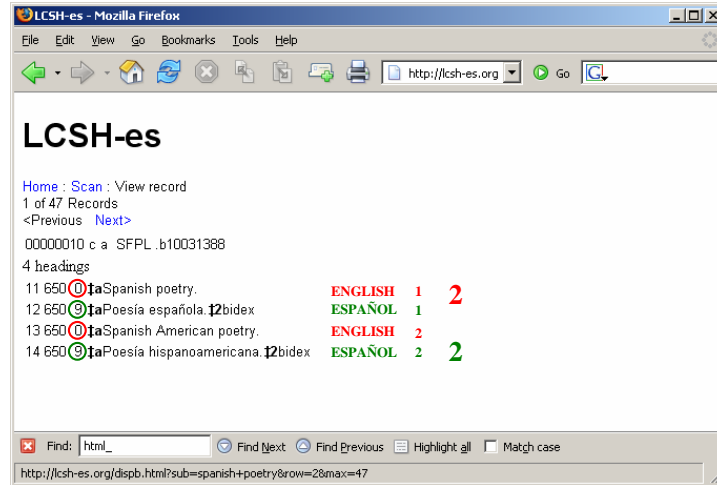 LCSH-es - Mozilla Firefox
File Edit View Go Bookmarks Tools Help
http://lcsh-es.org Go G
LCSH-es
Home : Scan : View record
1 of 47 Records
<Previous Next>
00000010 c a SFPL .b10031388
4 headings
11 650 0 ‡aSpanish poetry. ENGLISH 1 2
12 650 9 ‡aPoesía española.‡2bidex ESPAÑOL 1
13 650 0 ‡aSpanish American poetry. ENGLISH 2
14 650 9 ‡aPoesía hispanoamericana.‡2bidex ESPAÑOL 2 2
Find: html_ Find Next Find Previous Highlight all Match case
http://lcsh-es.org/dispb.html?sub=spanish+poetry&row=2&max=47